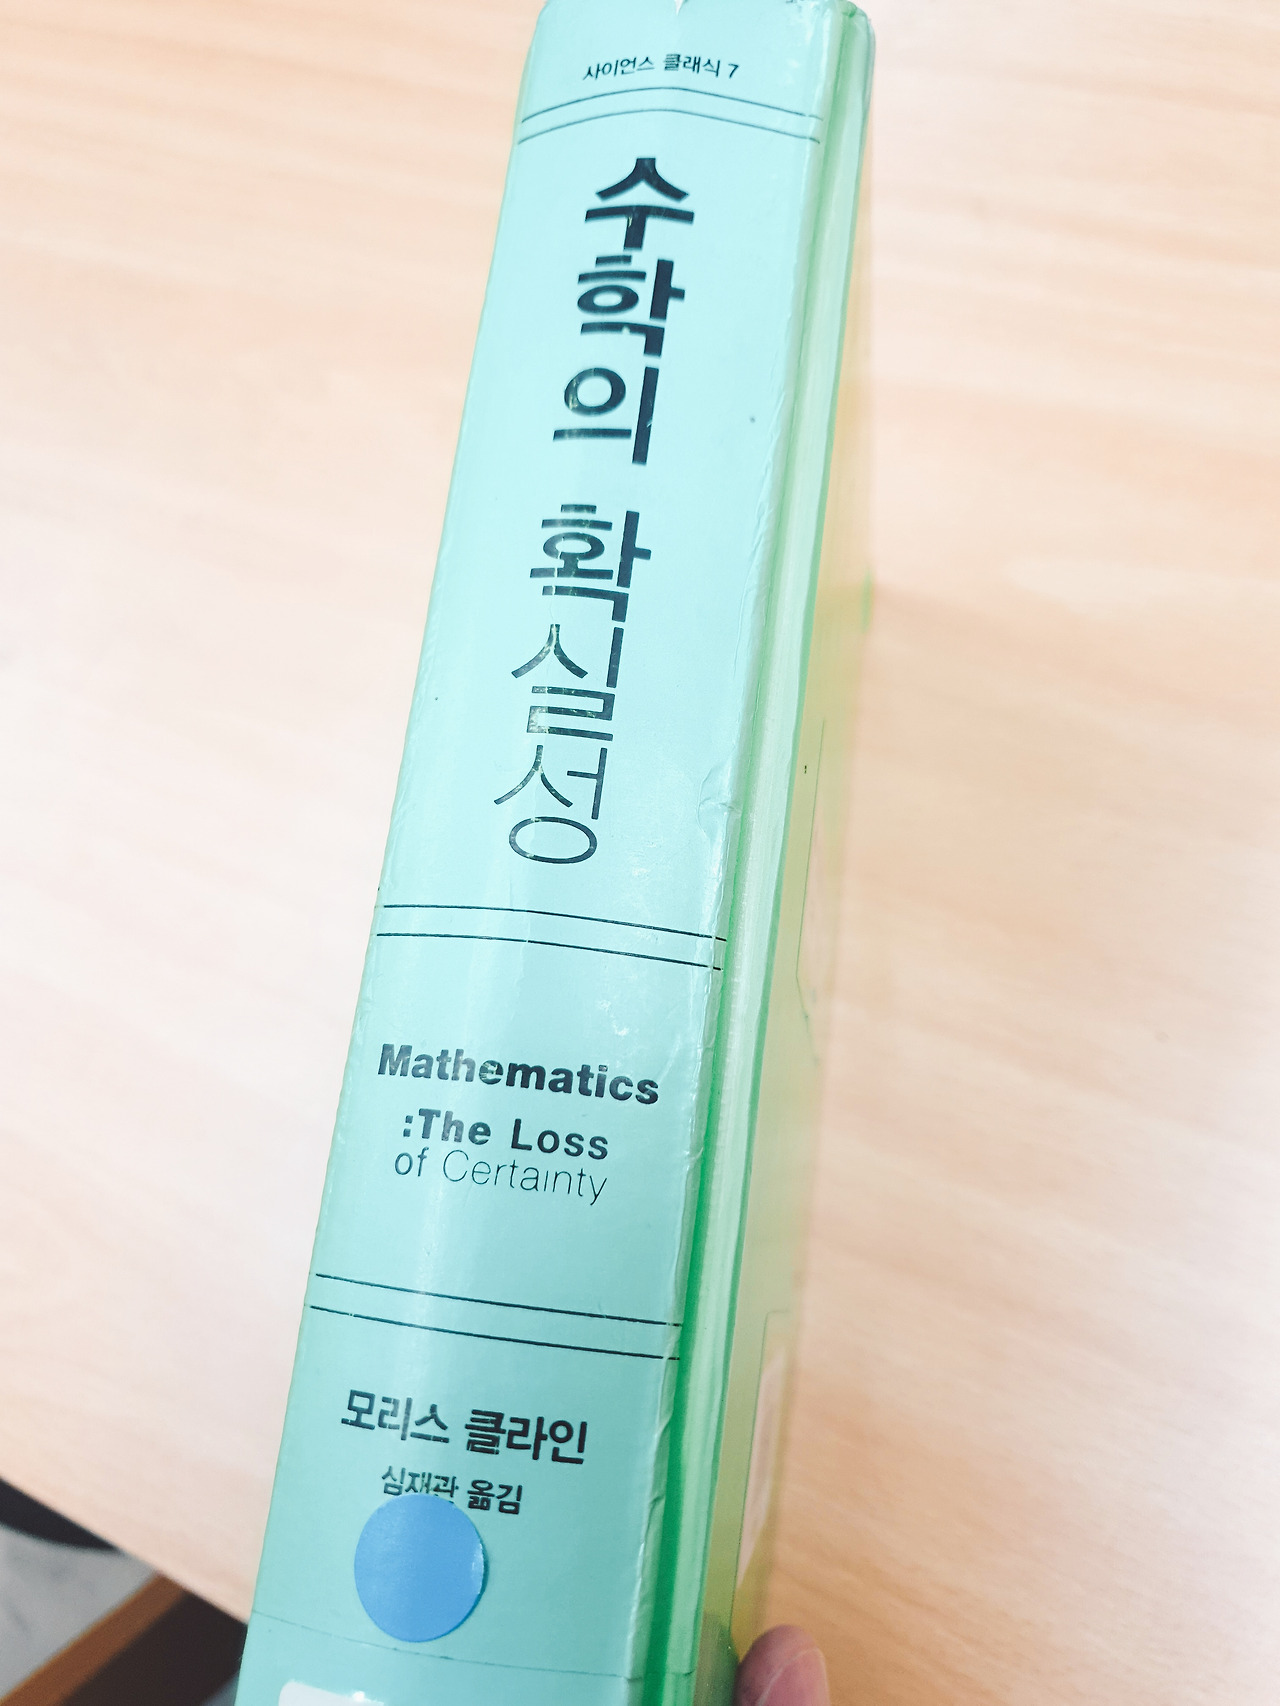 사이언스 클래식 7
수학의 확실성
Mathematics
:The Loss
of Certainty
모리스 클라인
심재관 옮김